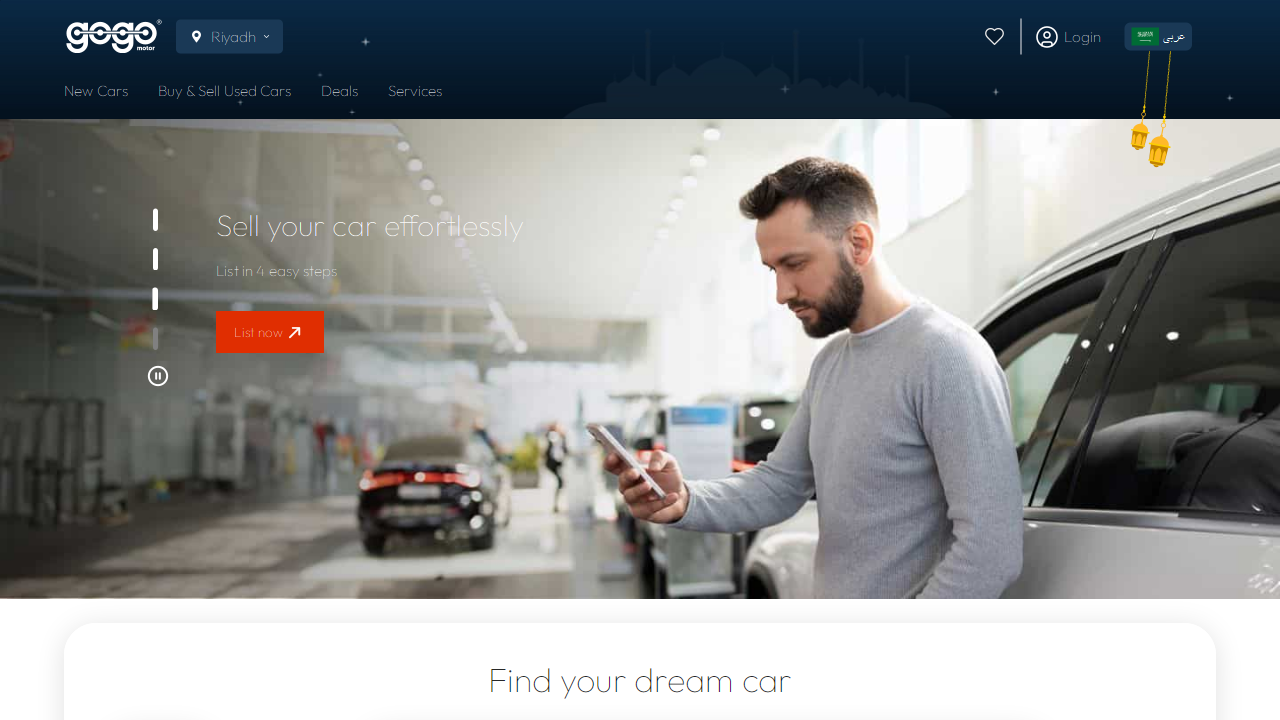 gogo motor
Riyadh
Login
عربي
New Cars
Buy & Sell Used Cars
Deals
Services
Sell your car effortlessly
List in 4 easy steps
List now
Find your dream car